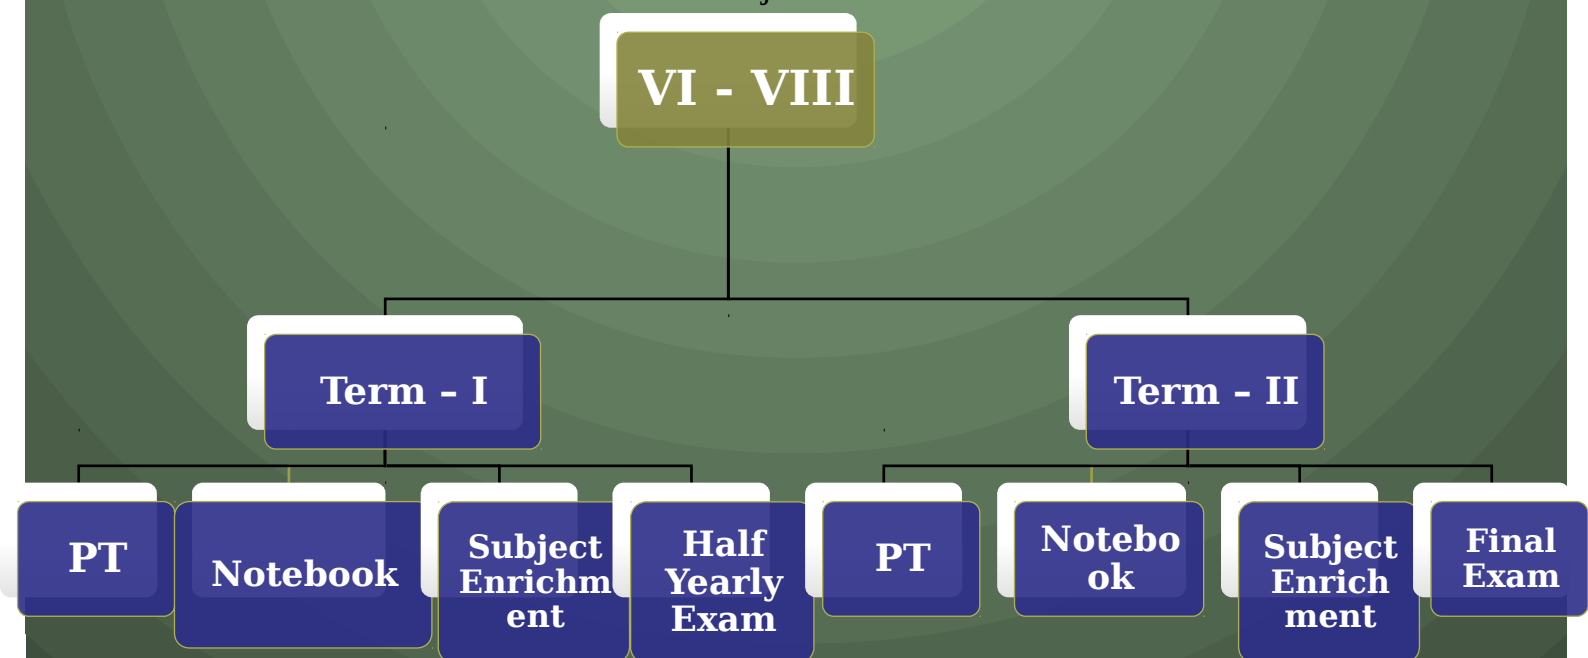 VI - VIII
Term – I
Term – II
PT
Notebook
Subject
Enrichm
ent
Half
Yearly
Exam
PT
Notebo
ok
Subject
Enrich
ment
Final
Exam